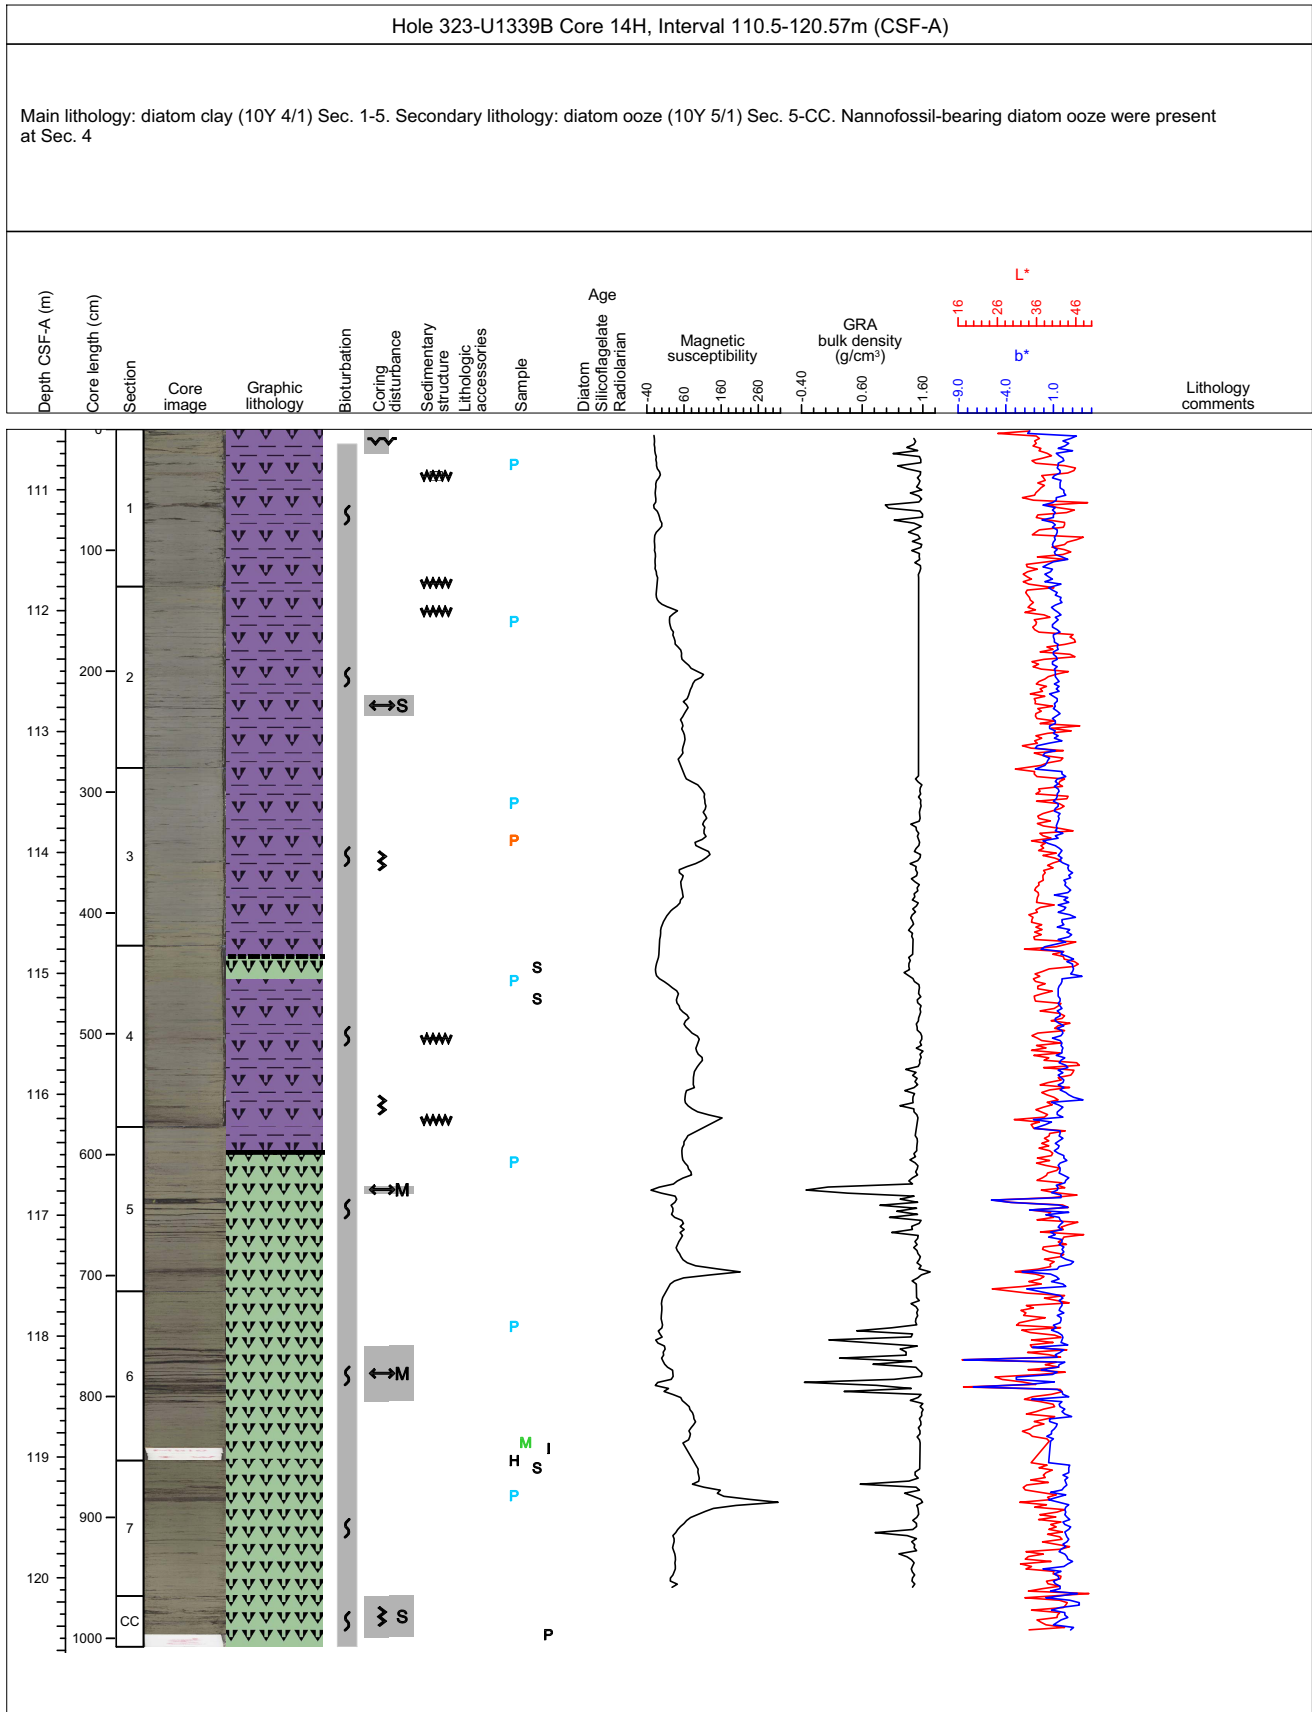 Hole 323-U1339B Core 14H, Interval 110.5-120.57m (CSF-A)
Main lithology: diatom clay (10Y 4/1) Sec. 1-5. Secondary lithology: diatom ooze (10Y 5/1) Sec. 5-CC. Nannofossil-bearing diatom ooze were present
at Sec. 4
Depth CSF-A (m)
Core length (cm)
Section
Core
image
Graphic
lithology
Bioturbation
Coring
disturbance
Sedimentary
structure
Lithologic
accessories
Sample
Age
Diatom
Silicoflagelate
Radiolarian
Magnetic
susceptibility
-40 60 160 260
GRA
bulk density
(g/cm³)
-0.40 0.60 1.60
L*
16 26 36 46
b*
-9.0 -4.0 1.0
Lithology
comments
0
P
111
1
100
112
P
200
2
S
113
300
P
P
114
3
400
S
115
P
S
500
4
116
600
P
M
5
117
700
118
P
6
M
800
M
I
119
H
S
P
900
7
120
CC
S
1000
P